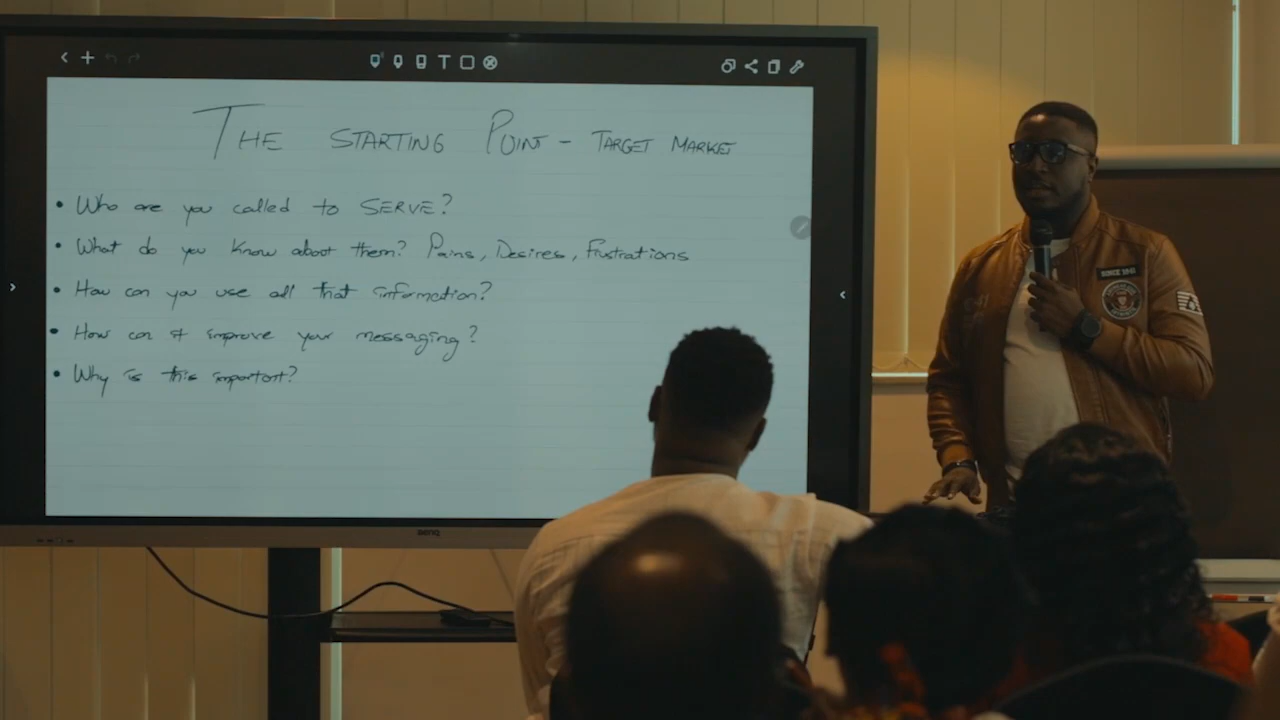 THE STARTING POINT - TARGET MARKET
• Who are you called to SERVE?
• What do you know about them? Pains, Desires, Frustrations
• How can you use all that information?
• How can it improve your messaging?
• Why is this important?
BenQ